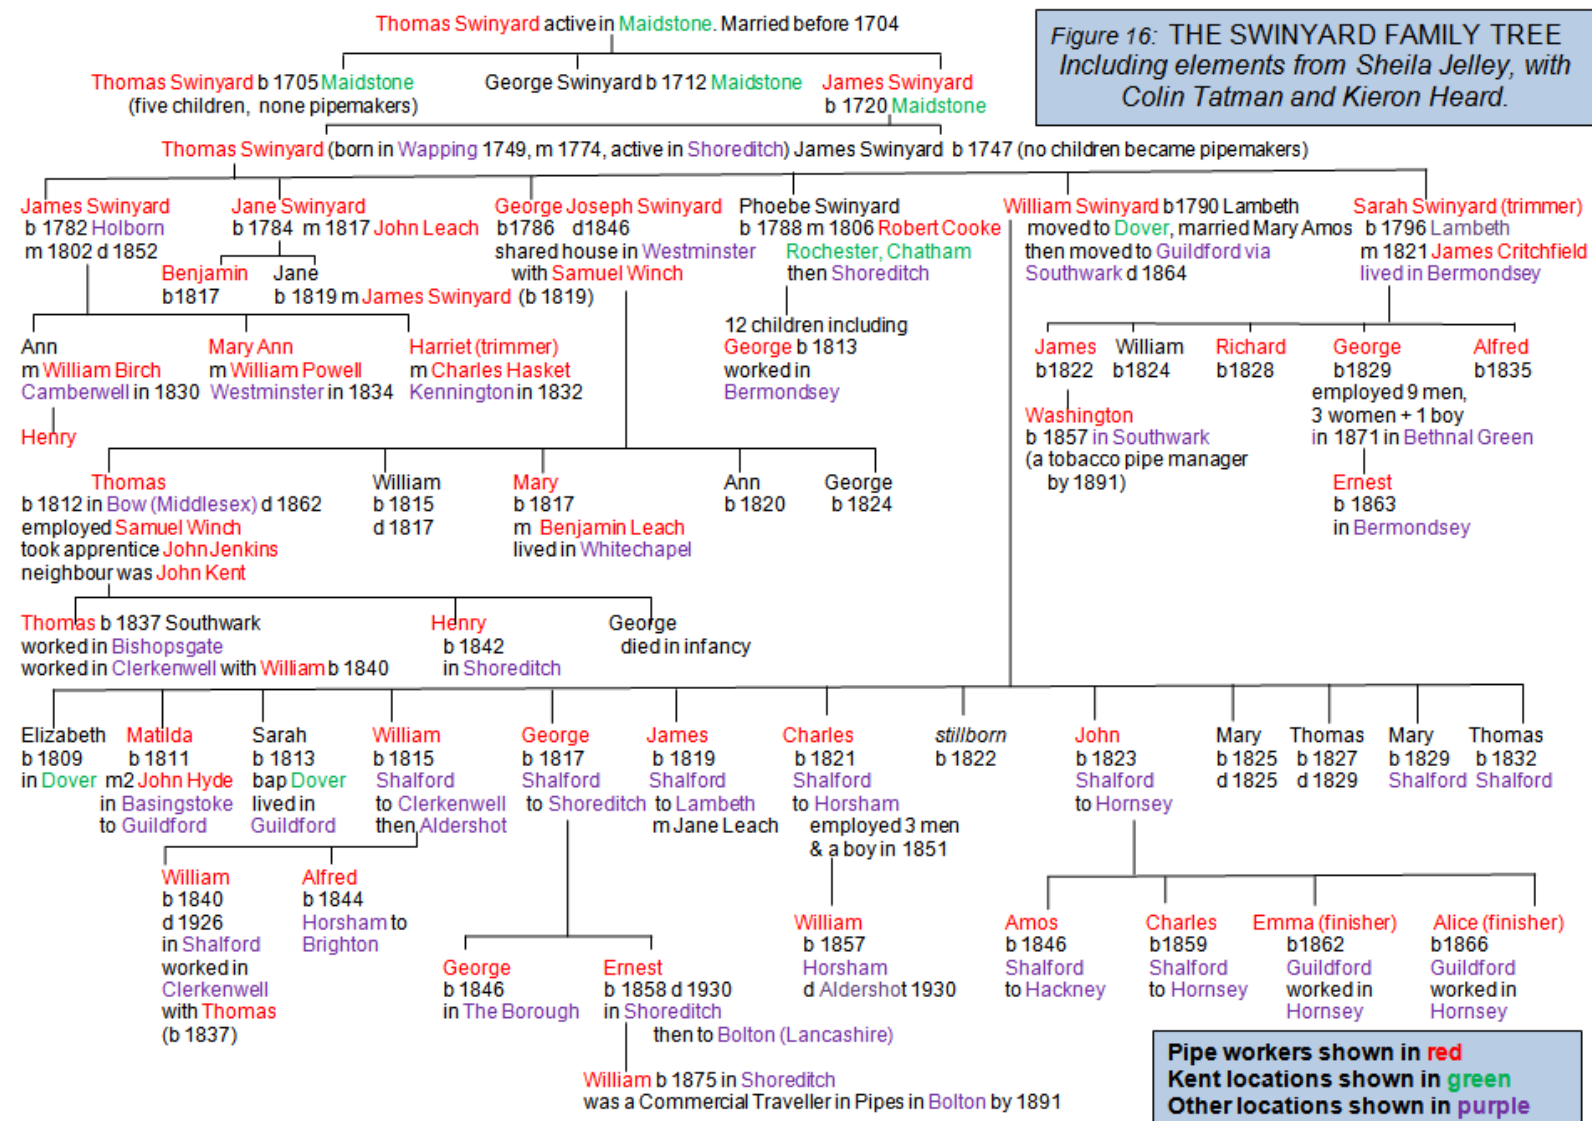 Thomas Swinyard active in Maidstone. Married before 1704
Figure 16: THE SWINYARD FAMILY TREE
Including elements from Sheila Jelley, with
Colin Tatman and Kieron Heard.
Thomas Swinyard b 1705 Maidstone
(five children, none pipemakers)
George Swinyard b 1712 Maidstone
James Swinyard
b 1720 Maidstone
Thomas Swinyard (born in Wapping 1749, m 1774, active in Shoreditch) James Swinyard b 1747 (no children became pipemakers)
James Swinyard
b 1782 Holborn
m 1802 d 1852
Jane Swinyard
b 1784 m 1817 John Leach
Benjamin
b1817
Jane
b 1819 m James Swinyard (b 1819)
George Joseph Swinyard
b1786 d1846
shared house in Westminster
with Samuel Winch
Phoebe Swinyard
b 1788 m 1806 Robert Cooke
Rochester, Chatham
then Shoreditch
12 children including
George b 1813
worked in
Bermondsey
William Swinyard b1790 Lambeth
moved to Dover, married Mary Amos
then moved to Guildford via
Southwark d 1864
Sarah Swinyard (trimmer)
b 1796 Lambeth
m 1821 James Critchfield
lived in Bermondsey
Ann
m William Birch
Camberwell in 1830
Henry
Mary Ann
m William Powell
Westminster in 1834
Harriet (trimmer)
m Charles Hasket
Kennington in 1832
James
b1822
William
b1824
Richard
b1828
George
b1829
employed 9 men,
3 women + 1 boy
in 1871 in Bethnal Green
Alfred
b1835
Washington
b 1857 in Southwark
(a tobacco pipe manager
by 1891)
Ernest
b 1863
in Bermondsey
Thomas
b 1812 in Bow (Middlesex) d 1862
employed Samuel Winch
took apprentice John Jenkins
neighbour was John Kent
William
b 1815
d 1817
Mary
b 1817
m Benjamin Leach
lived in Whitechapel
Ann
b 1820
George
b 1824
Thomas b 1837 Southwark
worked in Bishopsgate
worked in Clerkenwell with William b 1840
Henry
b 1842
in Shoreditch
George
died in infancy
Elizabeth
b 1809
in Dover
Matilda
b 1811
m2 John Hyde
in Basingstoke
to Guildford
Sarah
b 1813
bap Dover
lived in
Guildford
William
b 1815
Shalford
to Clerkenwell
then Aldershot
George
b 1817
Shalford
to Shoreditch
James
b 1819
Shalford
to Lambeth
m Jane Leach
Charles
b 1821
Shalford
to Horsham
employed 3 men
& a boy in 1851
stillborn
b 1822
John
b 1823
Shalford
to Hornsey
Mary
b 1825
d 1825
Thomas
b 1827
d 1829
Mary
b 1829
Shalford
Thomas
b 1832
Shalford
William
b 1840
d 1926
in Shalford
worked in
Clerkenwell
with Thomas
(b 1837)
Alfred
b 1844
Horsham to
Brighton
George
b 1846
in The Borough
Ernest
b 1858 d 1930
in Shoreditch
then to Bolton (Lancashire)
William
b 1857
Horsham
d Aldershot 1930
Amos
b 1846
Shalford
to Hackney
Charles
b1859
Shalford
to Hornsey
Emma (finisher)
b1862
Guildford
worked in
Hornsey
Alice (finisher)
b1866
Guildford
worked in
Hornsey
William b 1875 in Shoreditch
was a Commercial Traveller in Pipes in Bolton by 1891
Pipe workers shown in red
Kent locations shown in green
Other locations shown in purple